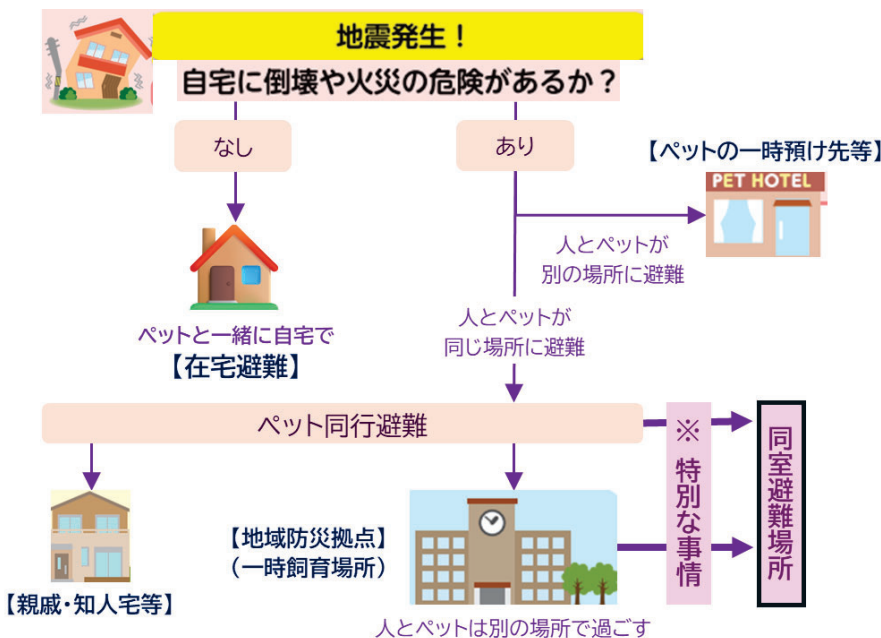 地震発生！
自宅に倒壊や火災の危険があるか？
なし
あり
【ペットの一時預け先等】
PET HOTEL
人とペットが
別の場所に避難
ペットと一緒に自宅で
【在宅避難】
人とペットが
同じ場所に避難
ペット同行避難
※特別な事情
同室避難場所
【地域防災拠点】
（一時飼育場所）
【親戚・知人宅等】
人とペットは別の場所で過ごす